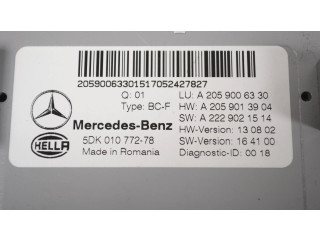 20590063301517052427827
Q: 01
LU: A 205 900 63 30
Type: BC-F
HW: A 205 901 39 04
Mercedes-Benz
SW: A 222 902 15 14
HELLA
5DK 010 772-78
HW-Version: 13 08 02
Made in Romania
SW-Version: 16 41 00
Diagnostic-ID: 00 18